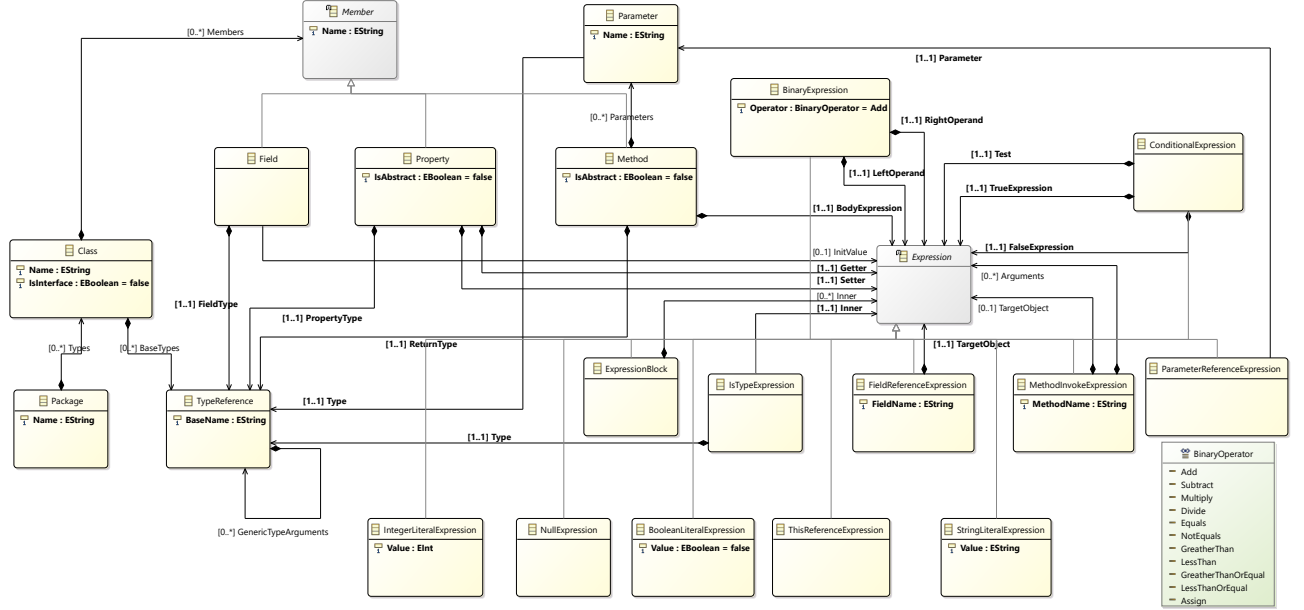 Member
Name : EString
Parameter
Name : EString
[0..*] Members
[1..1] Parameter
BinaryExpression
Operator : BinaryOperator = Add
[0..*] Parameters
[1..1] RightOperand
ConditionalExpression
Field
Property
IsAbstract : EBoolean = false
Method
IsAbstract : EBoolean = false
[1..1] Test
[1..1] LeftOperand
[1..1] TrueExpression
[1..1] BodyExpression
Class
Name : EString
IsInterface : EBoolean = false
[0..1] InitValue
Expression
[1..1] FalseExpression
[1..1] Getter
[1..1] Setter
[0..*] Arguments
[0..*] Inner
[1..1] Inner
[0..1] TargetObject
[1..1] FieldType
[1..1] PropertyType
[1..1] ReturnType
[1..1] TargetObject
[0..*] Types
[0..*] BaseTypes
ExpressionBlock
IsTypeExpression
FieldReferenceExpression
FieldName : EString
MethodInvokeExpression
MethodName : EString
ParameterReferenceExpression
Package
Name : EString
TypeReference
BaseName : EString
[1..1] Type
[1..1] Type
[0..*] GenericTypeArguments
BinaryOperator
Add
Subtract
Multiply
Divide
Equals
NotEquals
GreatherThan
LessThan
GreatherThanOrEqual
LessThanOrEqual
Assign
IntegerLiteralExpression
Value : EInt
NullExpression
BooleanLiteralExpression
Value : EBoolean = false
ThisReferenceExpression
StringLiteralExpression
Value : EString